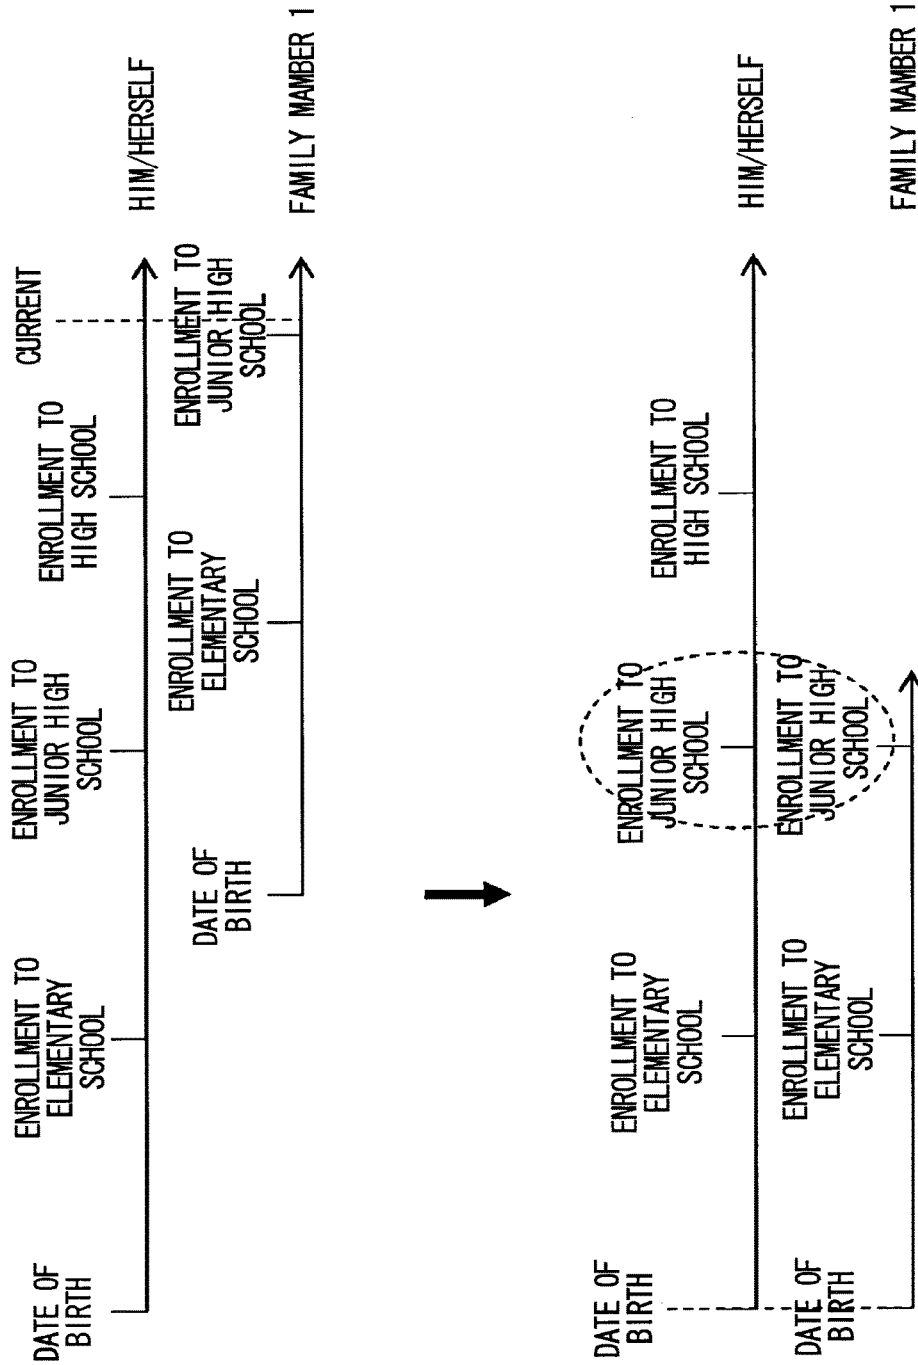 CURRENT
DATE OF
BIRTH
ENROLLMENT TO
ELEMENTARY
SCHOOL
ENROLLMENT TO
JUNIOR HIGH
SCHOOL
ENROLLMENT TO
HIGH SCHOOL
HIM/HERSELF
DATE OF
BIRTH
ENROLLMENT TO
ELEMENTARY
SCHOOL
ENROLLMENT TO
JUNIOR HIGH
SCHOOL
FAMILY MAMBER 1
DATE OF
BIRTH
ENROLLMENT TO
ELEMENTARY
SCHOOL
ENROLLMENT TO
JUNIOR HIGH
SCHOOL
ENROLLMENT TO
HIGH SCHOOL
HIM/HERSELF
DATE OF
BIRTH
ENROLLMENT TO
ELEMENTARY
SCHOOL
ENROLLMENT TO
JUNIOR HIGH
SCHOOL
FAMILY MAMBER 1